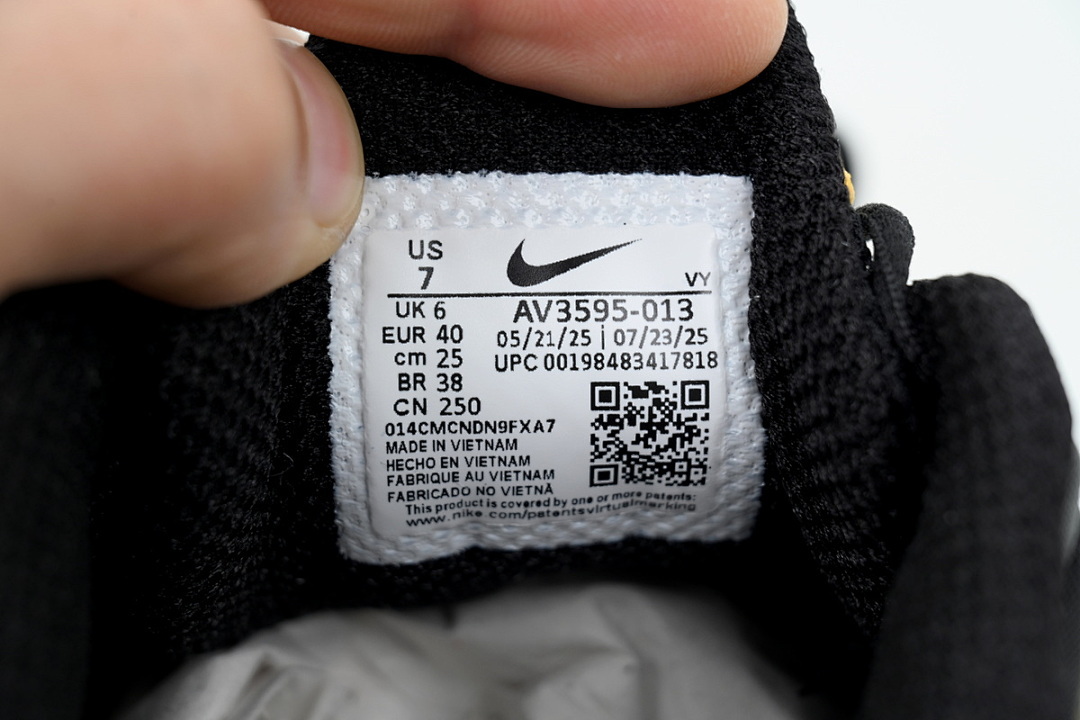 US
7
VY
UK 6
EUR 40
cm 25
BR 38
CN 250
AV3595-013
05/21/25 | 07/23/25
UPC 00198483417818
014CMCNDN9FXA7
MADE IN VIETNAM
HECHO EN VIETNAM
FABRIQUE AU VIETNAM
FABRICADO NO VIETNÃ
This product is covered by one or more patents:
www.nike.com/patentsvirtualmarking